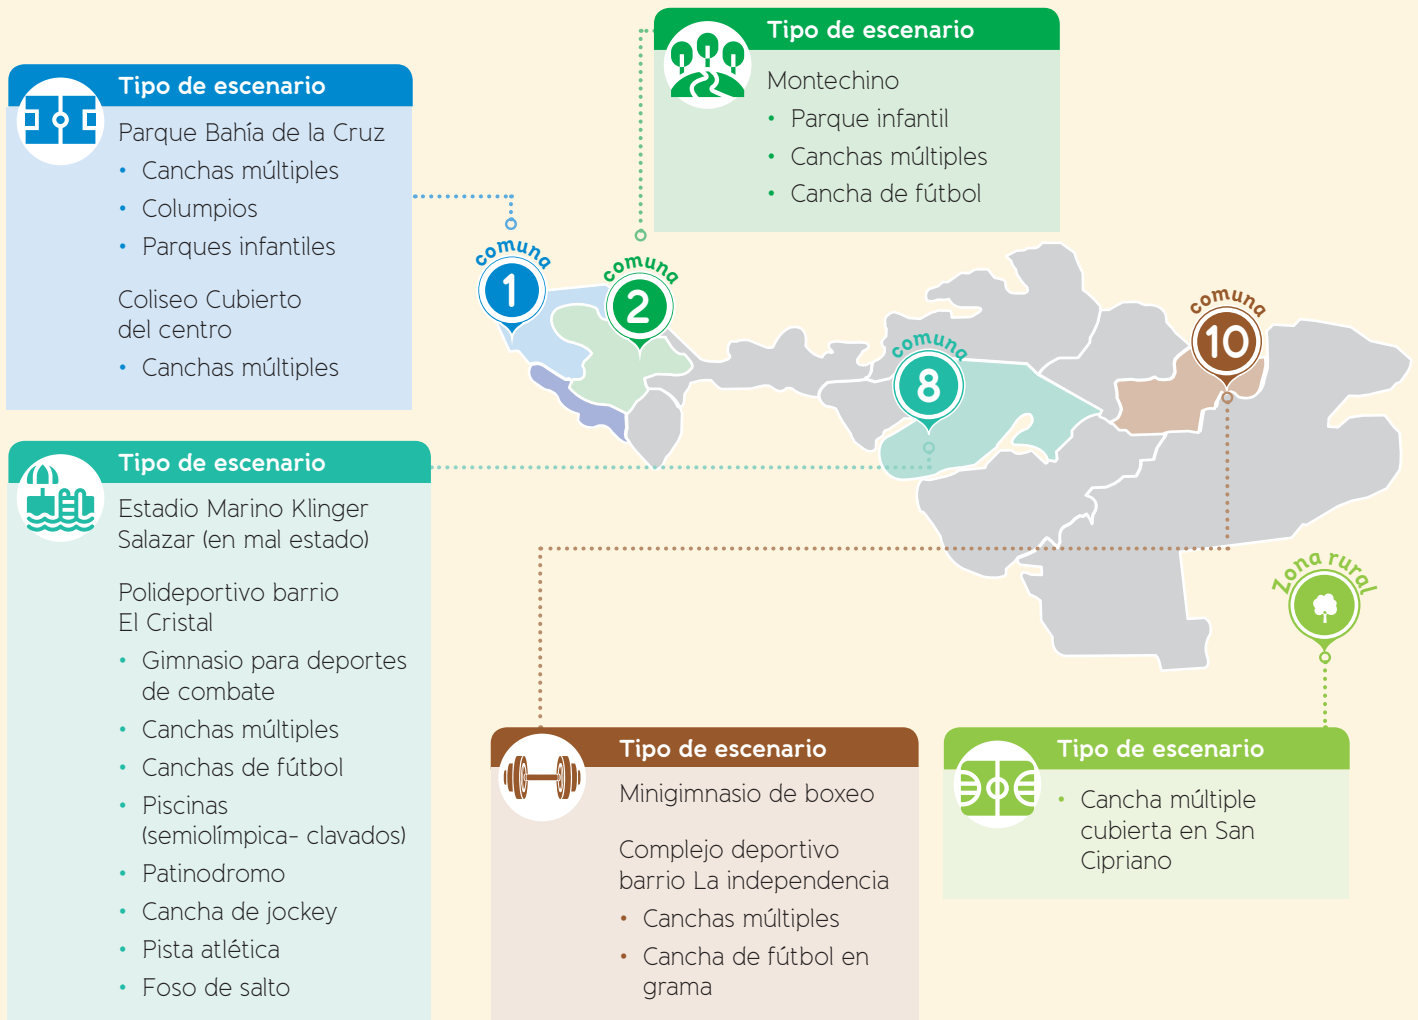 Tipo de escenario
Parque Bahía de la Cruz
• Canchas múltiples
• Columpios
• Parques infantiles
Coliseo Cubierto
del centro
• Canchas múltiples
Tipo de escenario
Montechino
• Parque infantil
• Canchas múltiples
• Cancha de fútbol
comuna
1
comuna
2
comuna
8
comuna
10
Zona rural
Tipo de escenario
Estadio Marino Klinger
Salazar (en mal estado)
Polideportivo barrio
El Cristal
• Gimnasio para deportes
de combate
• Canchas múltiples
• Canchas de fútbol
• Piscinas
(semiolímpica- clavados)
• Patinodromo
• Cancha de jockey
• Pista atlética
• Foso de salto
Tipo de escenario
Minigimnasio de boxeo
Complejo deportivo
barrio La independencia
• Canchas múltiples
• Cancha de fútbol en
grama
Tipo de escenario
• Cancha múltiple
cubierta en San
Cipriano